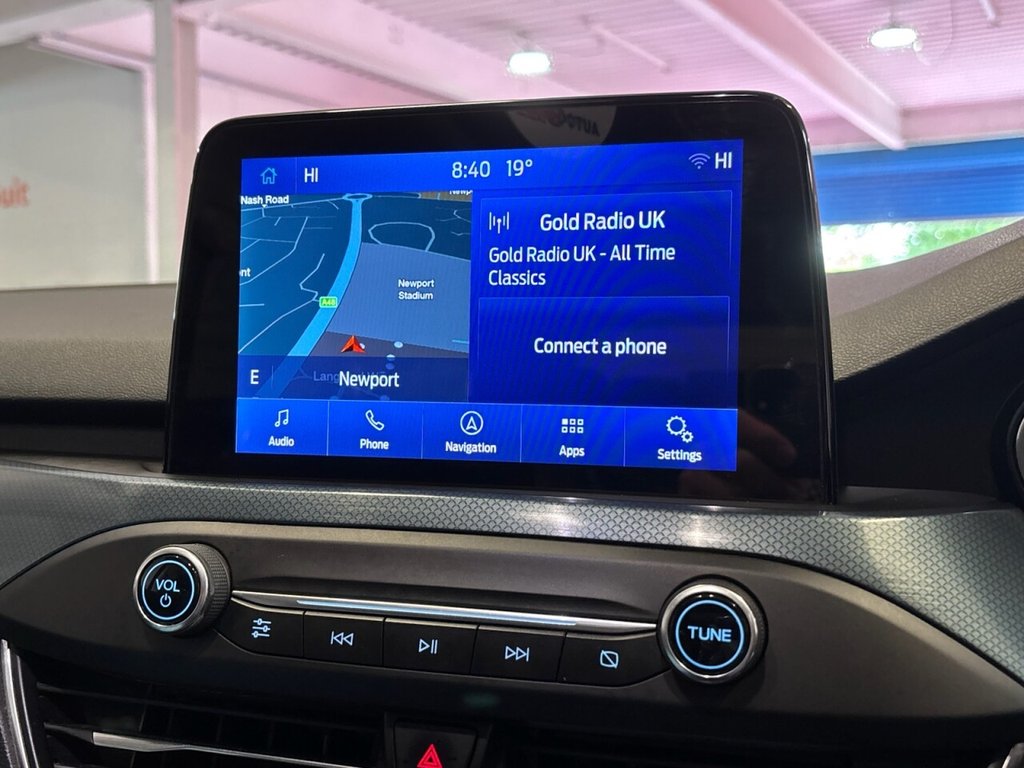 HI
8:40 19°
HI
Nash Road
Newport
Stadium
A48
E
Newport
Gold Radio UK
Gold Radio UK - All Time
Classics
Connect a phone
Audio
Phone
Navigation
Apps
Settings
VOL
TUNE